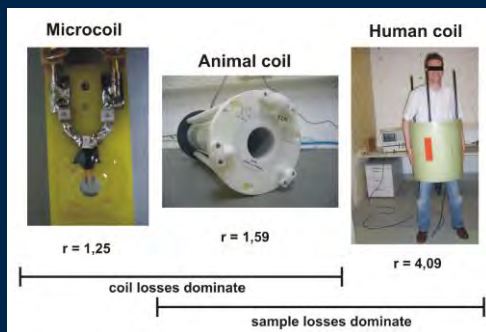 Microcoil
Animal coil
Human coil
r = 1,25
r = 1,59
r = 4,09
coil losses dominate
sample losses dominate